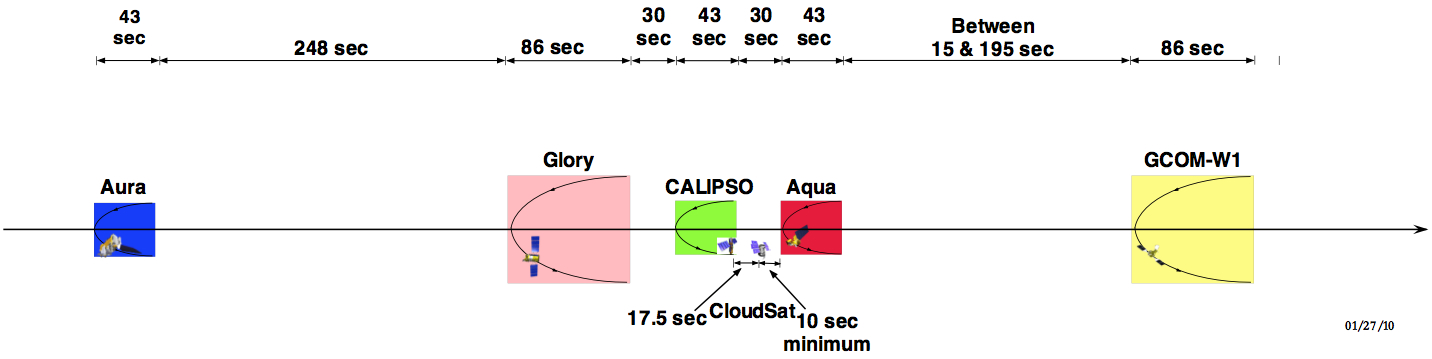 43
sec
248 sec
86 sec
30
sec
43
sec
30
sec
43
sec
Between
15 & 195 sec
86 sec
Aura
Glory
CALIPSO
Aqua
GCOM-W1
17.5 sec
CloudSat
10 sec
minimum
01/27/10